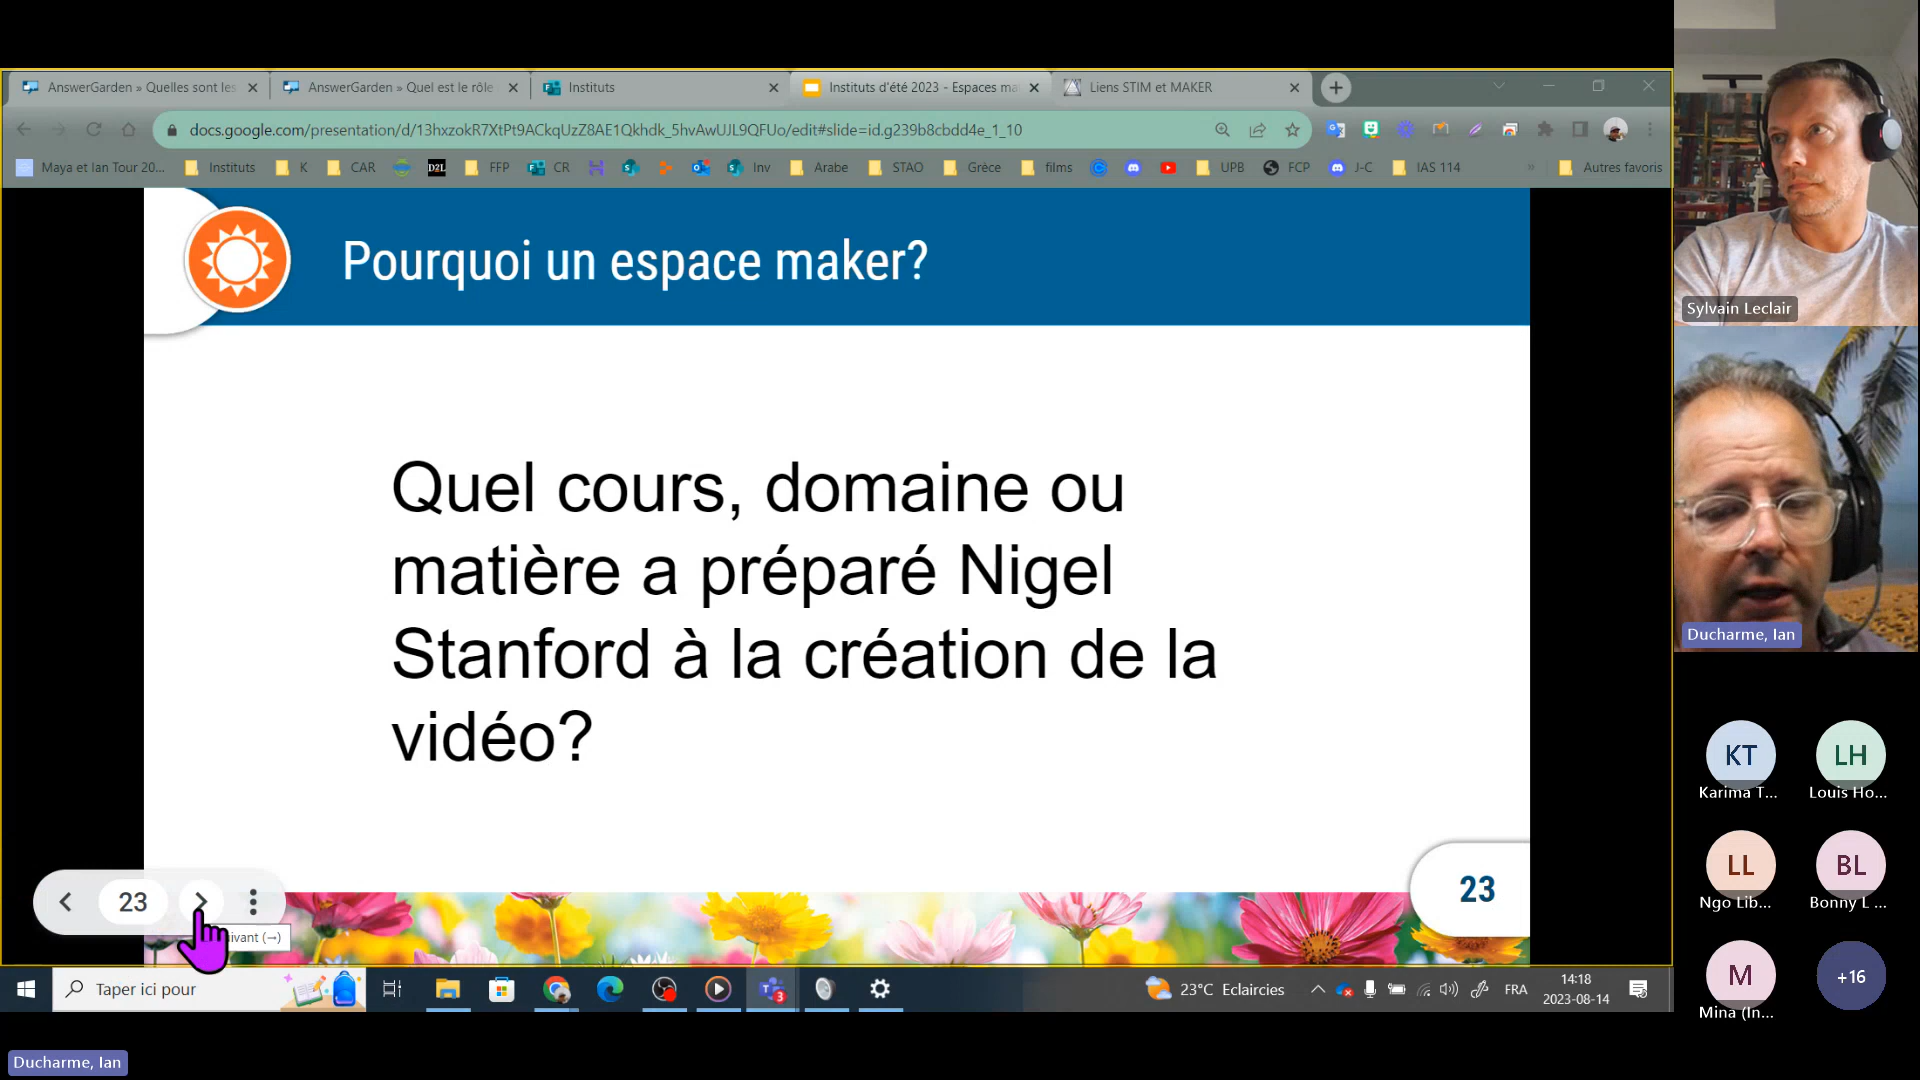 AnswerGarden » Quelles sont les
AnswerGarden » Quel est le rôle
Instituts
Instituts d'été 2023 - Espaces ma
Liens STIM et MAKER
docs.google.com/presentation/d/13hxzokR7XtPt9ACkqUzZ8AE1Qkhdk_5hvAwUJL9QFUo/edit#slide=id.g239b8cbdd4e_1_10
Maya et Ian Tour 20...
Instituts
K
CAR
D2L
FFP
CR
Inv
Arabe
STAO
Grèce
films
UPB
FCP
J-C
IAS 114
»
Autres favoris
Pourquoi un espace maker?
Quel cours, domaine ou
matière a préparé Nigel
Stanford à la création de la
vidéo?
23
23
ivant (→)
Taper ici pour
3
23°C Eclaircies
FRA
14:18
2023-08-14
Sylvain Leclair
Ducharme, Ian
KT
Karima T...
LH
Louis Ho...
LL
Ngo Lib...
BL
Bonny L ...
M
Mina (In...
+16
Ducharme, Ian